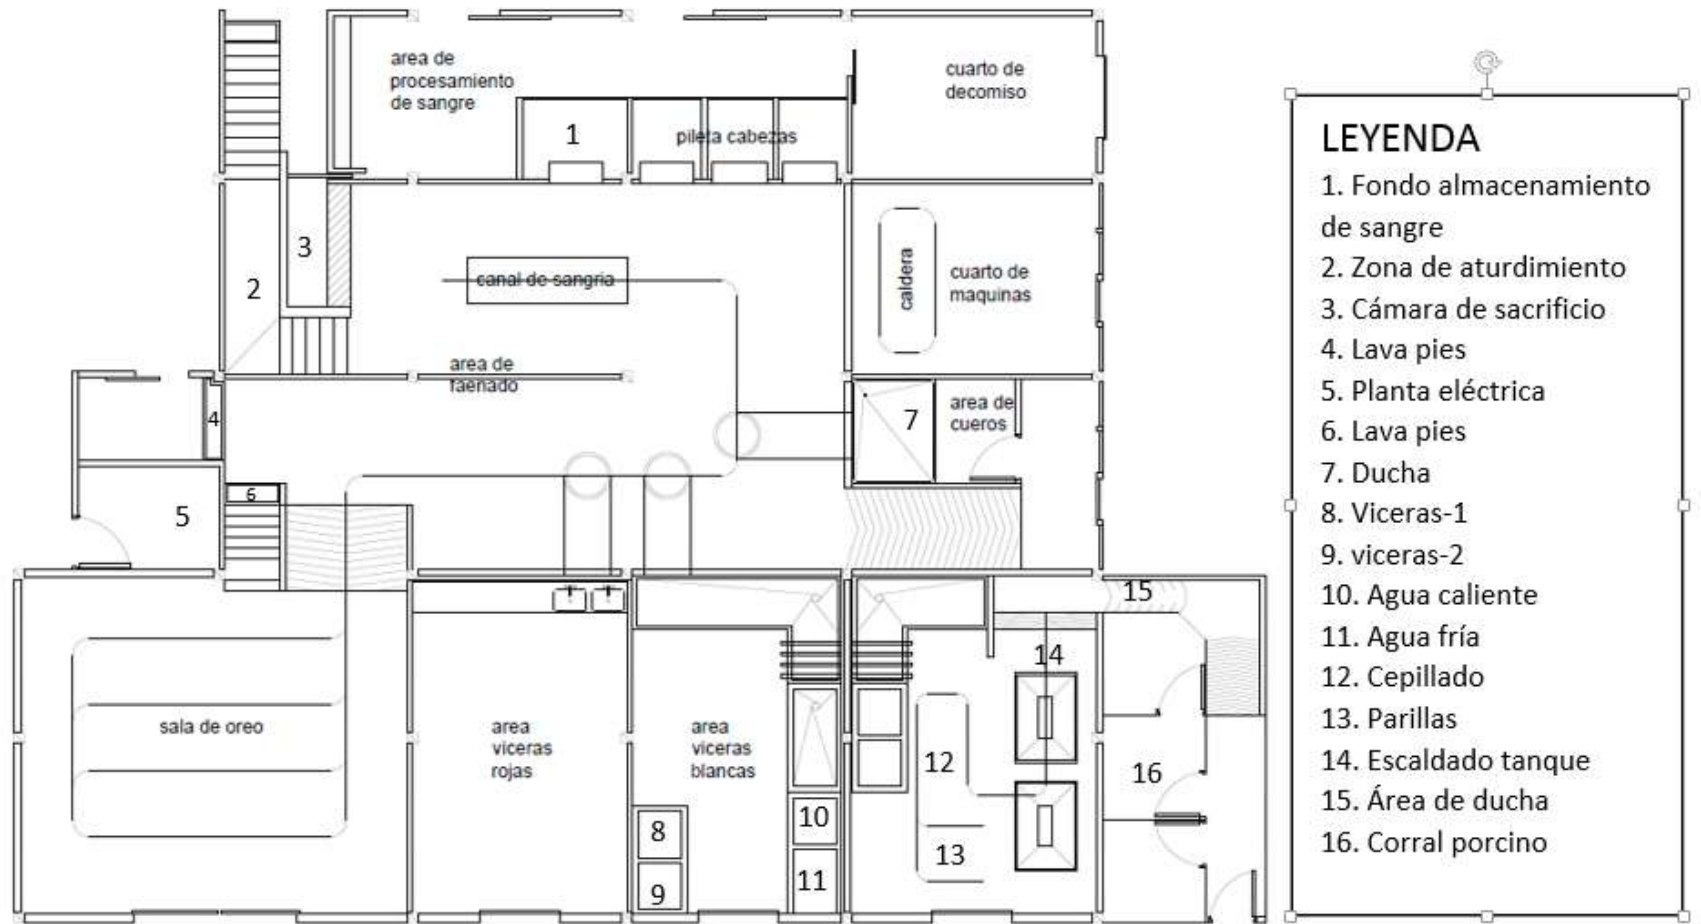 area de
procesamiento
de sangre
cuarto de
decomiso
1
pileta cabezas
3
2
canal de sangria
caldera
cuarto de
maquinas
area de
faenado
4
7
area de
cueros
6
5
15
14
sala de oreo
area
viceras
rojas
area
viceras
blancas
12
16
8
10
13
9
11
LEYENDA
1. Fondo almacenamiento
de sangre
2. Zona de aturdimiento
3. Cámara de sacrificio
4. Lava pies
5. Planta eléctrica
6. Lava pies
7. Ducha
8. Viceras-1
9. viceras-2
10. Agua caliente
11. Agua fría
12. Cepillado
13. Parillas
14. Escaldado tanque
15. Área de ducha
16. Corral porcino